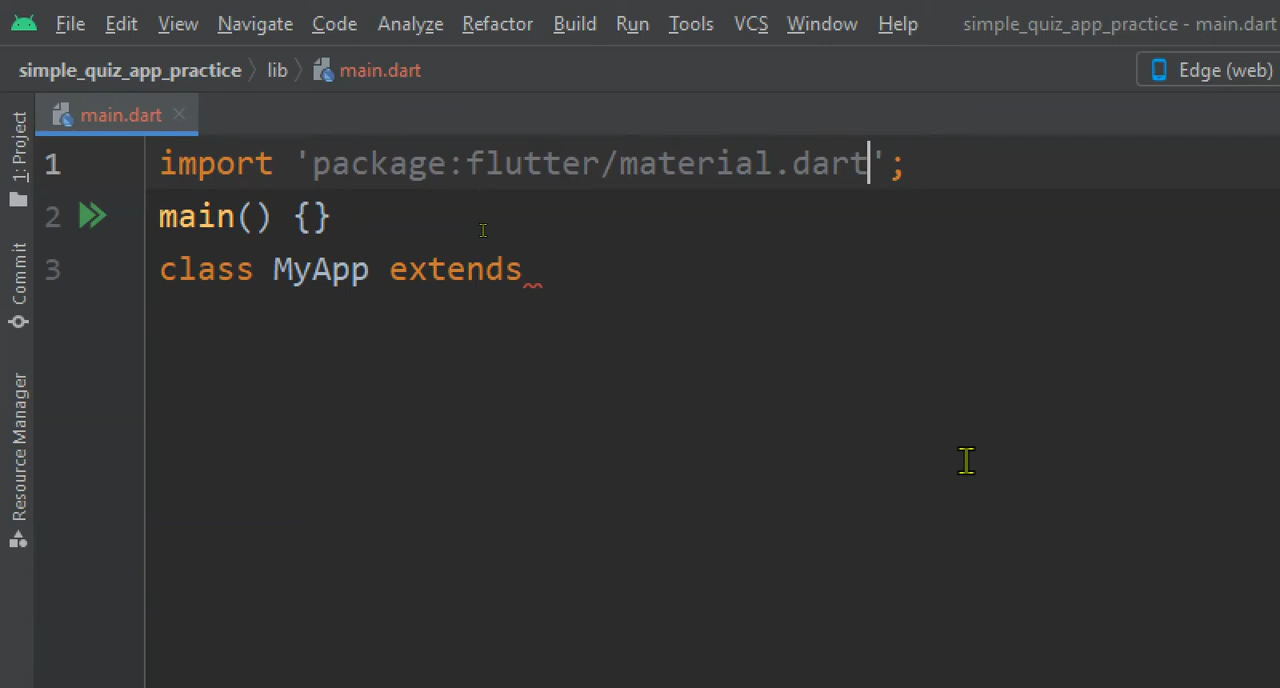 File Edit View Navigate Code Analyze Refactor Build Run Tools VCS Window Help simple_quiz_app_practice - main.dart
simple_quiz_app_practice lib main.dart Edge (web)
main.dart
1: Project
Commit
Resource Manager
1 import 'package:flutter/material.dart';
2 main() {}
3 class MyApp extends